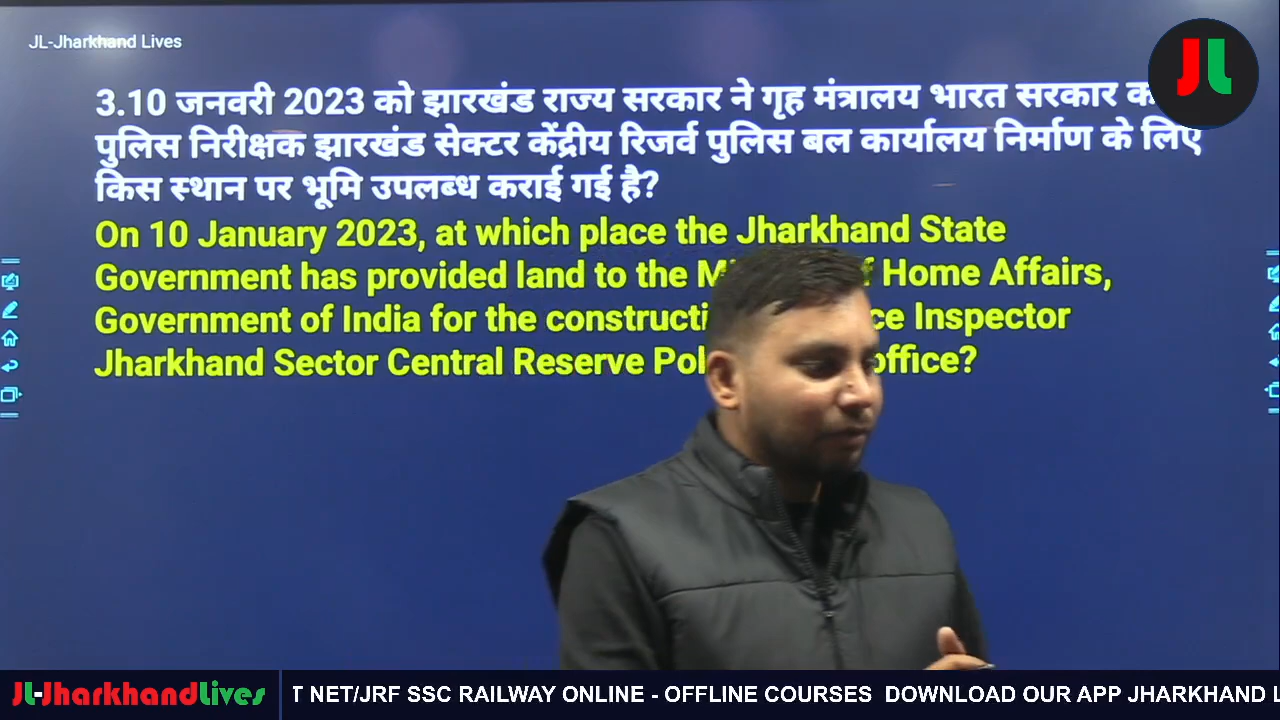 JL-Jharkhand Lives
JL
3.10 जनवरी 2023 को झारखंड राज्य सरकार ने गृह मंत्रालय भारत सरकार
पुलिस निरीक्षक झारखंड सेक्टर केंद्रीय रिजर्व पुलिस बल कार्यालय निर्माण के लिए
किस स्थान पर भूमि उपलब्ध कराई गई है?
On 10 January 2023, at which place the Jharkhand State
Government has provided land to the Home Affairs,
Government of India for the Inspector
Jharkhand Sector Central Reserve office?
JL-JharkhandLives
T NET/JRF SSC RAILWAY ONLINE - OFFLINE COURSES DOWNLOAD OUR APP JHARKHAND L